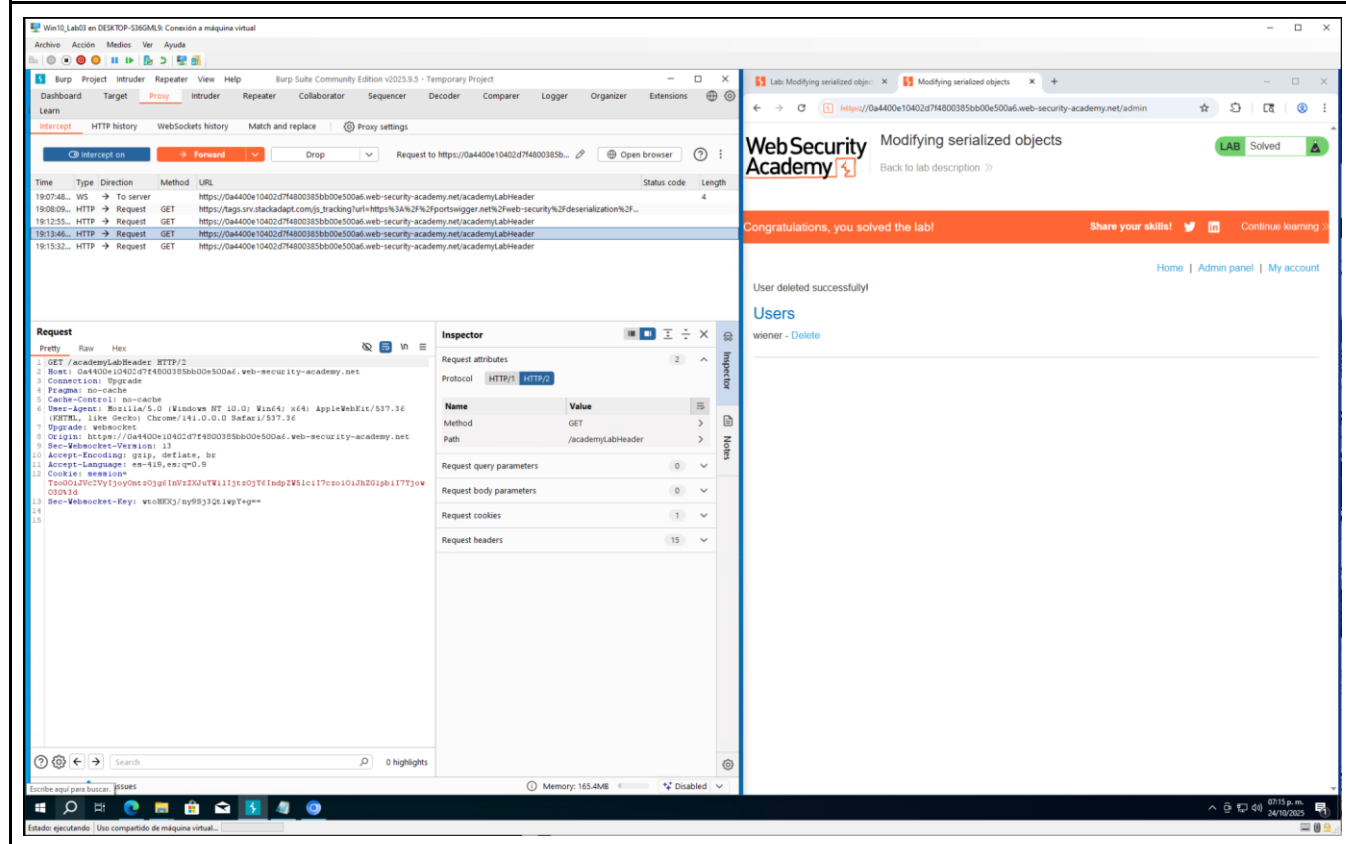 Win10_Lab03 en DESKTOP-S36GML9: Conexión a máquina virtual
Archivo Acción Medios Ver Ayuda
Burp Project Intruder Repeater View Help Burp Suite Community Edition v2025.9.5 - Temporary Project
Dashboard Target Proxy Intruder Repeater Collaborator Sequencer Decoder Comparer Logger Organizer Extensions
Learn
Intercept HTTP history WebSockets history Match and replace Proxy settings
Intercept on Forward Drop Request to https://0a4400e10402d7f4800385b... Open browser
Time Type Direction Method URL Status code Length
19:07:48... WS → To server https://0a4400e10402d7f4800385bb00e500a6.web-security-academy.net/academyLabHeader 4
19:08:09... HTTP → Request GET https://tags.srv.stackadapt.com/js_tracking?url=https%3A%2F%2Fportswigger.net%2Fweb-security%2Fdeserialization%2F...
19:12:55... HTTP → Request GET https://0a4400e10402d7f4800385bb00e500a6.web-security-academy.net/academyLabHeader
19:13:46... HTTP → Request GET https://0a4400e10402d7f4800385bb00e500a6.web-security-academy.net/academyLabHeader
19:15:32... HTTP → Request GET https://0a4400e10402d7f4800385bb00e500a6.web-security-academy.net/academyLabHeader
Request
Pretty Raw Hex \n
1 GET /academyLabHeader HTTP/2
2 Host: 0a4400e10402d7f4800385bb00e500a6.web-security-academy.net
3 Connection: Upgrade
4 Pragma: no-cache
5 Cache-Control: no-cache
6 User-Agent: Mozilla/5.0 (Windows NT 10.0; Win64; x64) AppleWebKit/537.36
(KHTML, like Gecko) Chrome/141.0.0.0 Safari/537.36
7 Upgrade: websocket
8 Origin: https://0a4400e10402d7f4800385bb00e500a6.web-security-academy.net
9 Sec-WebSocket-Version: 13
10 Accept-Encoding: gzip, deflate, br
11 Accept-Language: es-419,es;q=0.9
12 Cookie: session=
O3O%3d
13 Sec-WebSocket-Key:
14
15
Inspector
Request attributes 2
Protocol HTTP/1 HTTP/2
Name Value
Method GET
Path /academyLabHeader
Request query parameters 0
Request body parameters 0
Request cookies 1
Request headers 15
Inspector
Notes
Search 0 highlights
Escribe aquí para buscar. issues
Memory: 165.4MB Disabled
Lab: Modifying serialized objec Modifying serialized objects
https://0a4400e10402d7f4800385bb00e500a6.web-security-academy.net/admin
WebSecurity
Academy
Modifying serialized objects
Back to lab description
LAB Solved
Congratulations, you solved the lab! Share your skills! in Continue learning
Home | Admin panel | My account
User deleted successfully!
Users
wiener - Delete
07:15 p. m.
24/10/2025
Estado: ejecutando Uso compartido de máquina virtual...